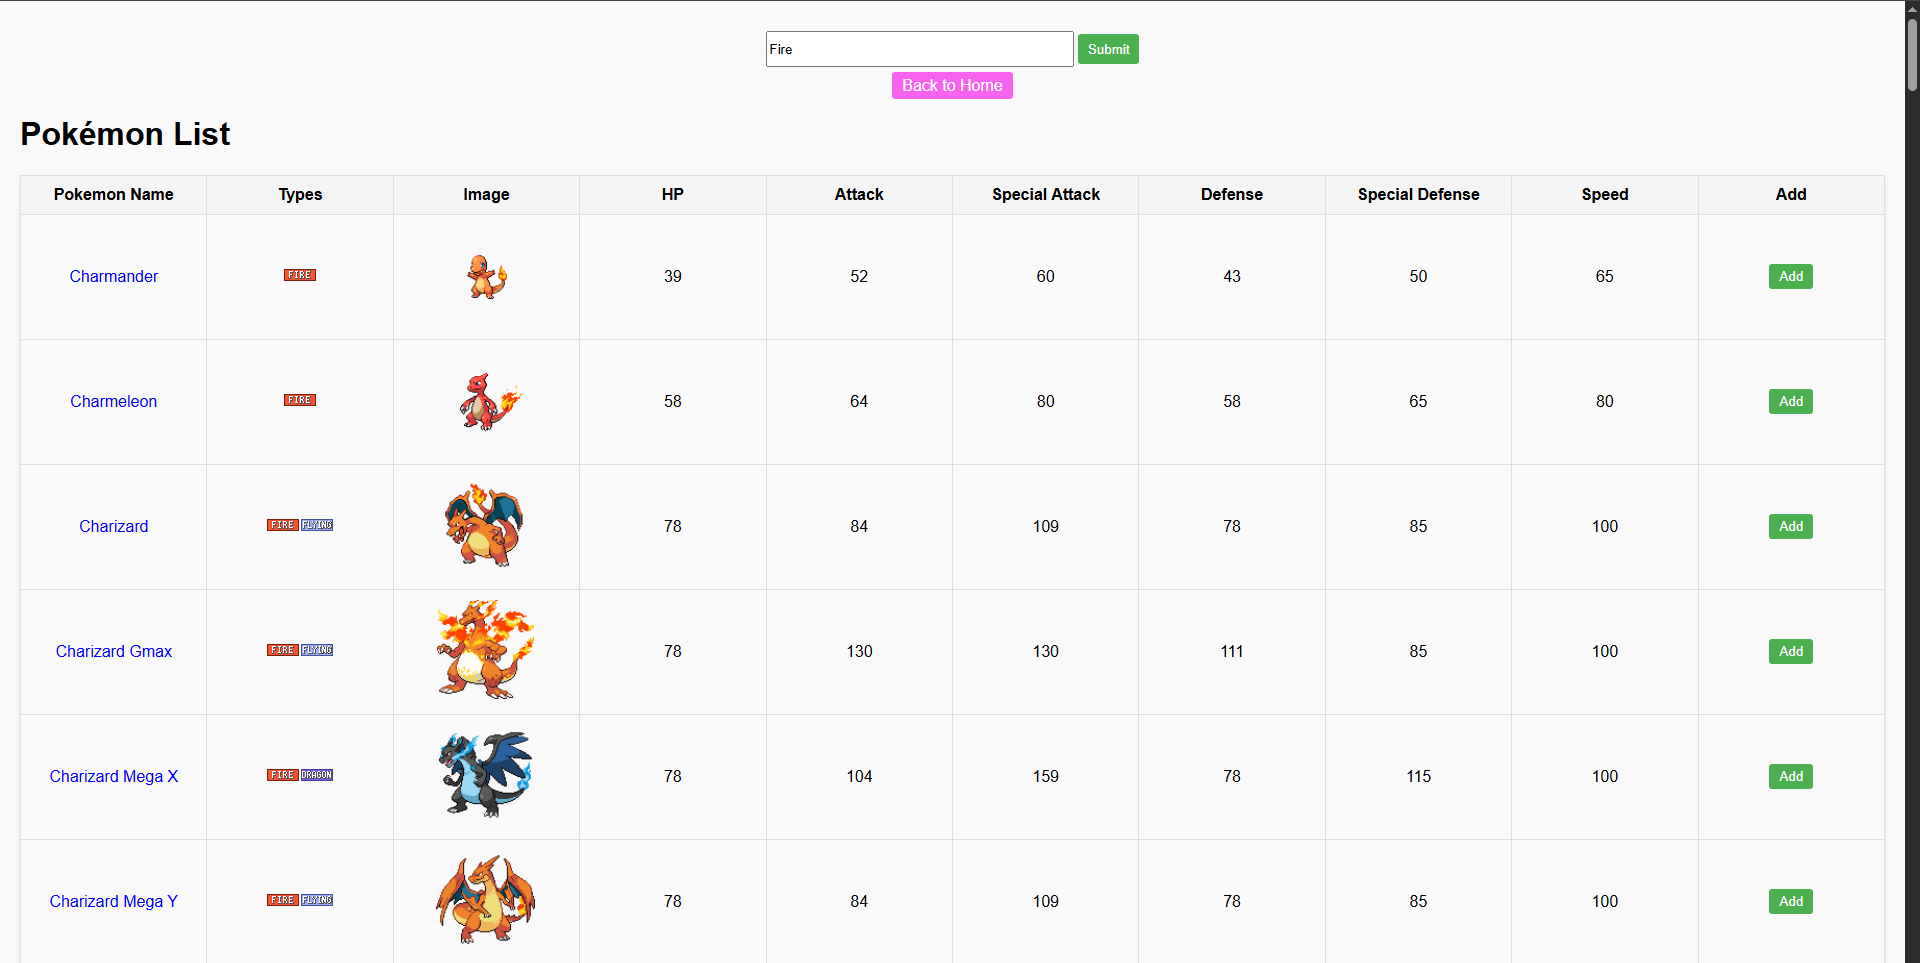 Fire Submit
Back to Home
Pokémon List
Pokemon Name Types Image HP Attack Special Attack Defense Special Defense Speed Add
Charmander FIRE 39 52 60 43 50 65 Add
Charmeleon FIRE 58 64 80 58 65 80 Add
Charizard FIRE FLYING 78 84 109 78 85 100 Add
Charizard Gmax FIRE FLYING 78 130 130 111 85 100 Add
Charizard Mega X FIRE DRAGON 78 104 159 78 115 100 Add
Charizard Mega Y FIRE FLYING 78 84 109 78 85 100 Add